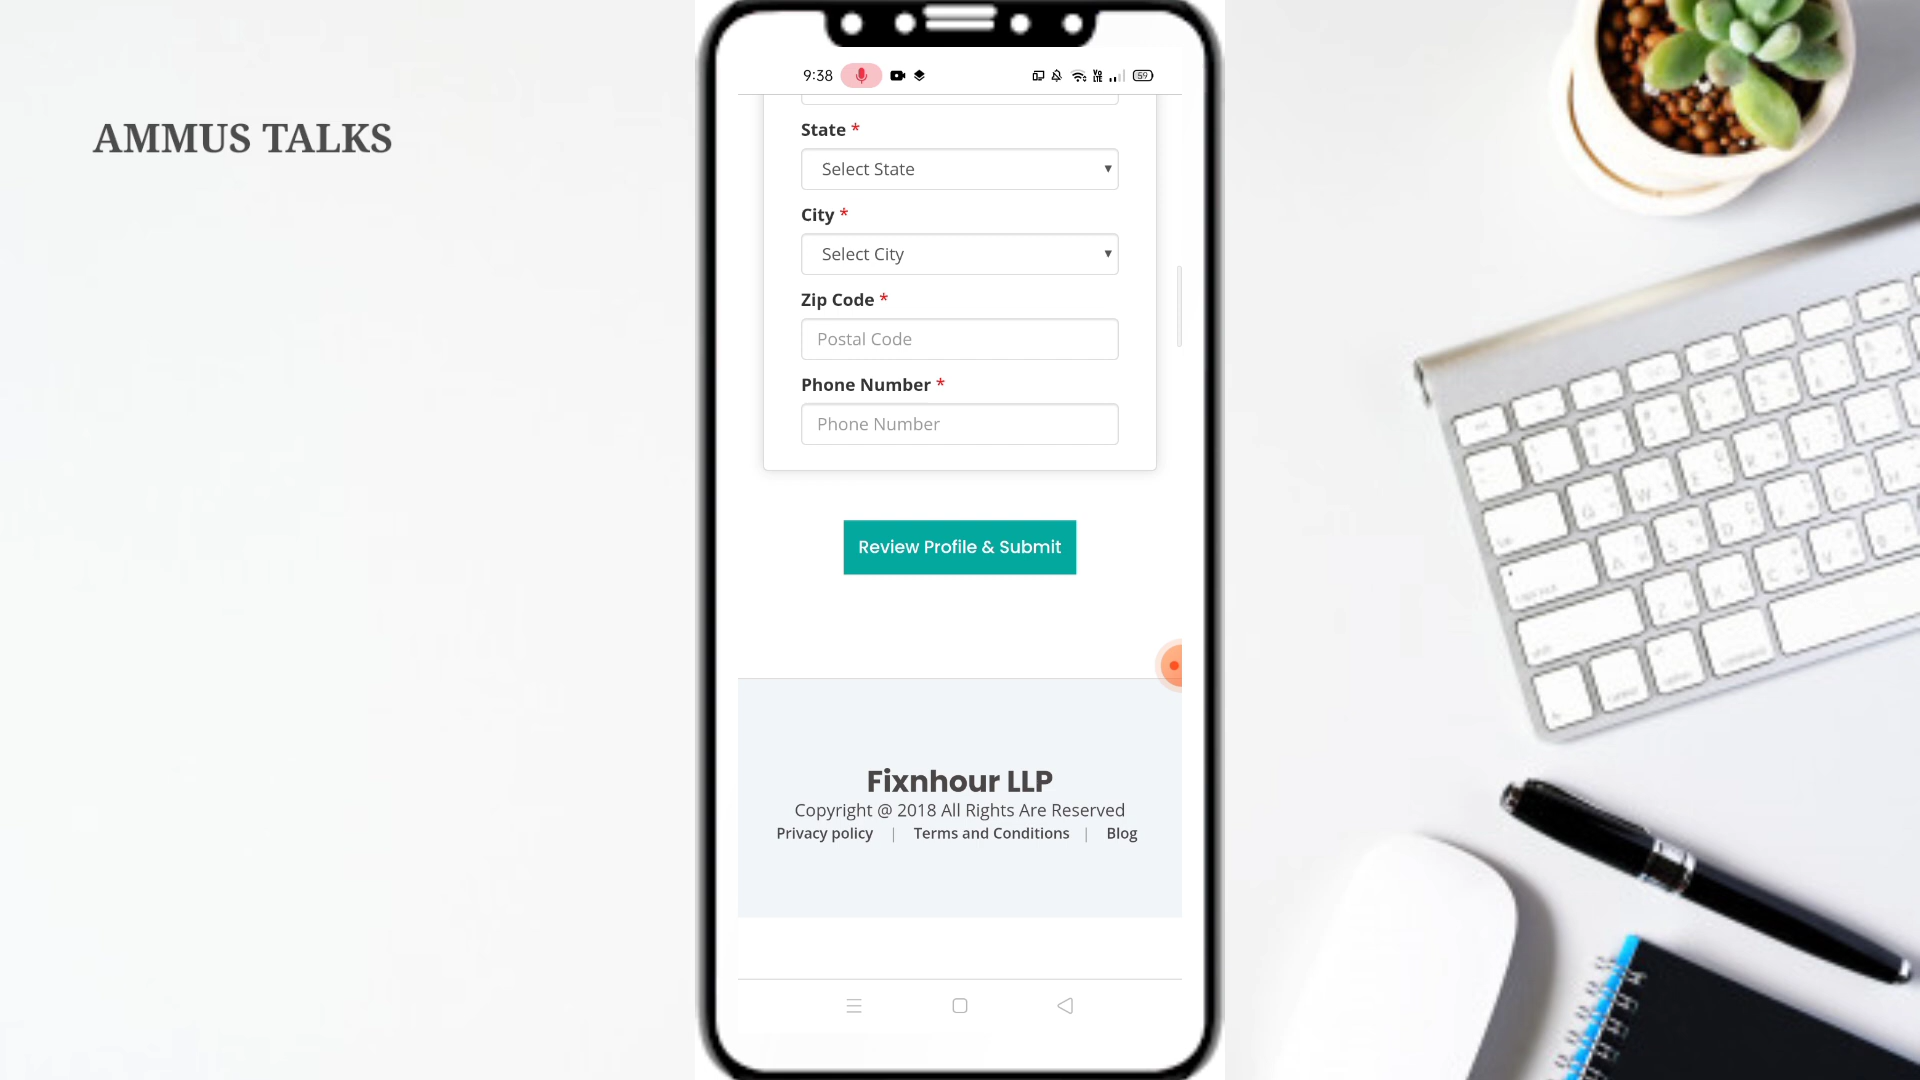 AMMUS TALKS
9:38
59
State *
Select State
City *
Select City
Zip Code *
Postal Code
Phone Number *
Phone Number
Review Profile & Submit
Fixnhour LLP
Copyright @ 2018 All Rights Are Reserved
Privacy policy | Terms and Conditions | Blog